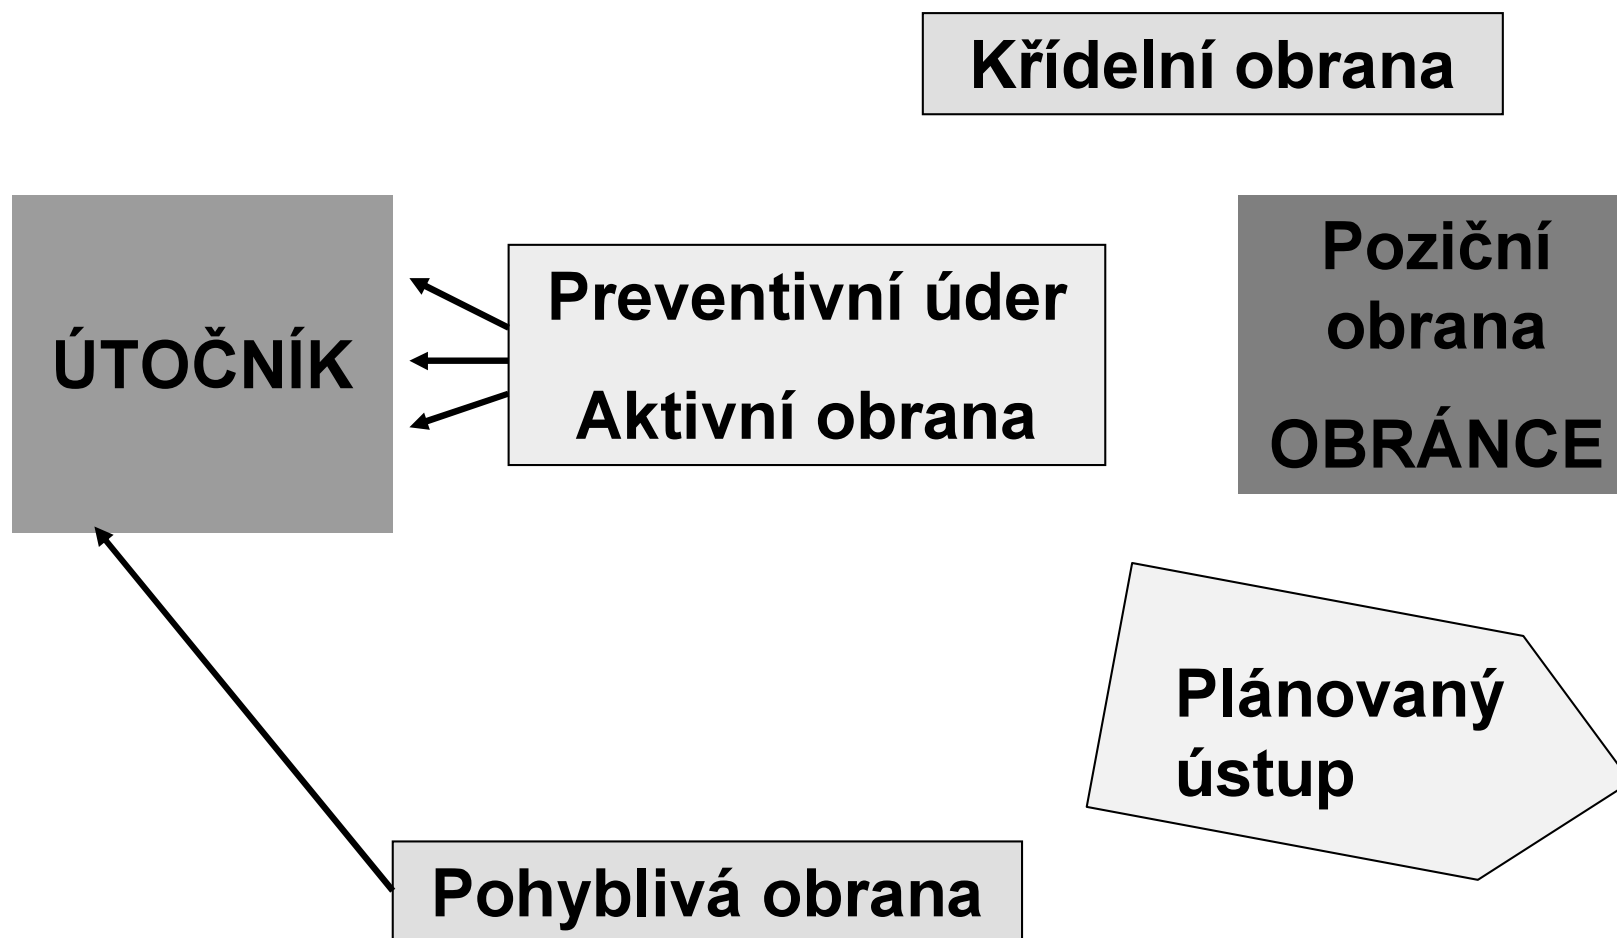 Křídelní obrana
ÚTOČNÍK
Preventivní úder
Aktivní obrana
Poziční
obrana
OBRÁNCE
Plánovaný
ústup
Pohyblivá obrana